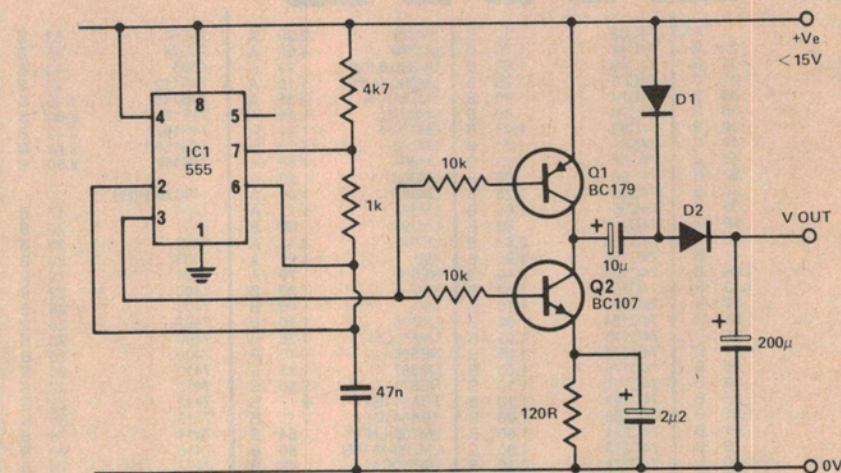 +Ve
<15V
8
4
5
IC1
555
7
2
6
3
1
4k7
1k
10k
10k
Q1
BC179
Q2
BC107
D1
D2
V OUT
+
10µ
+
200µ
47n
120R
+
2µ2
0V